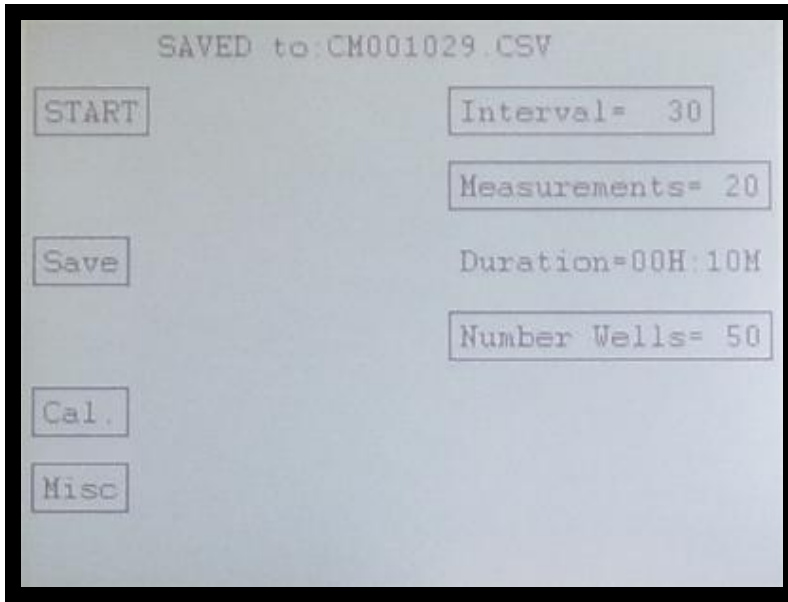 SAVED to:CM001029.CSV
START
Interval= 30
Measurements= 20
Save
Duration=00H:10M
Number Wells= 50
Cal.
Misc